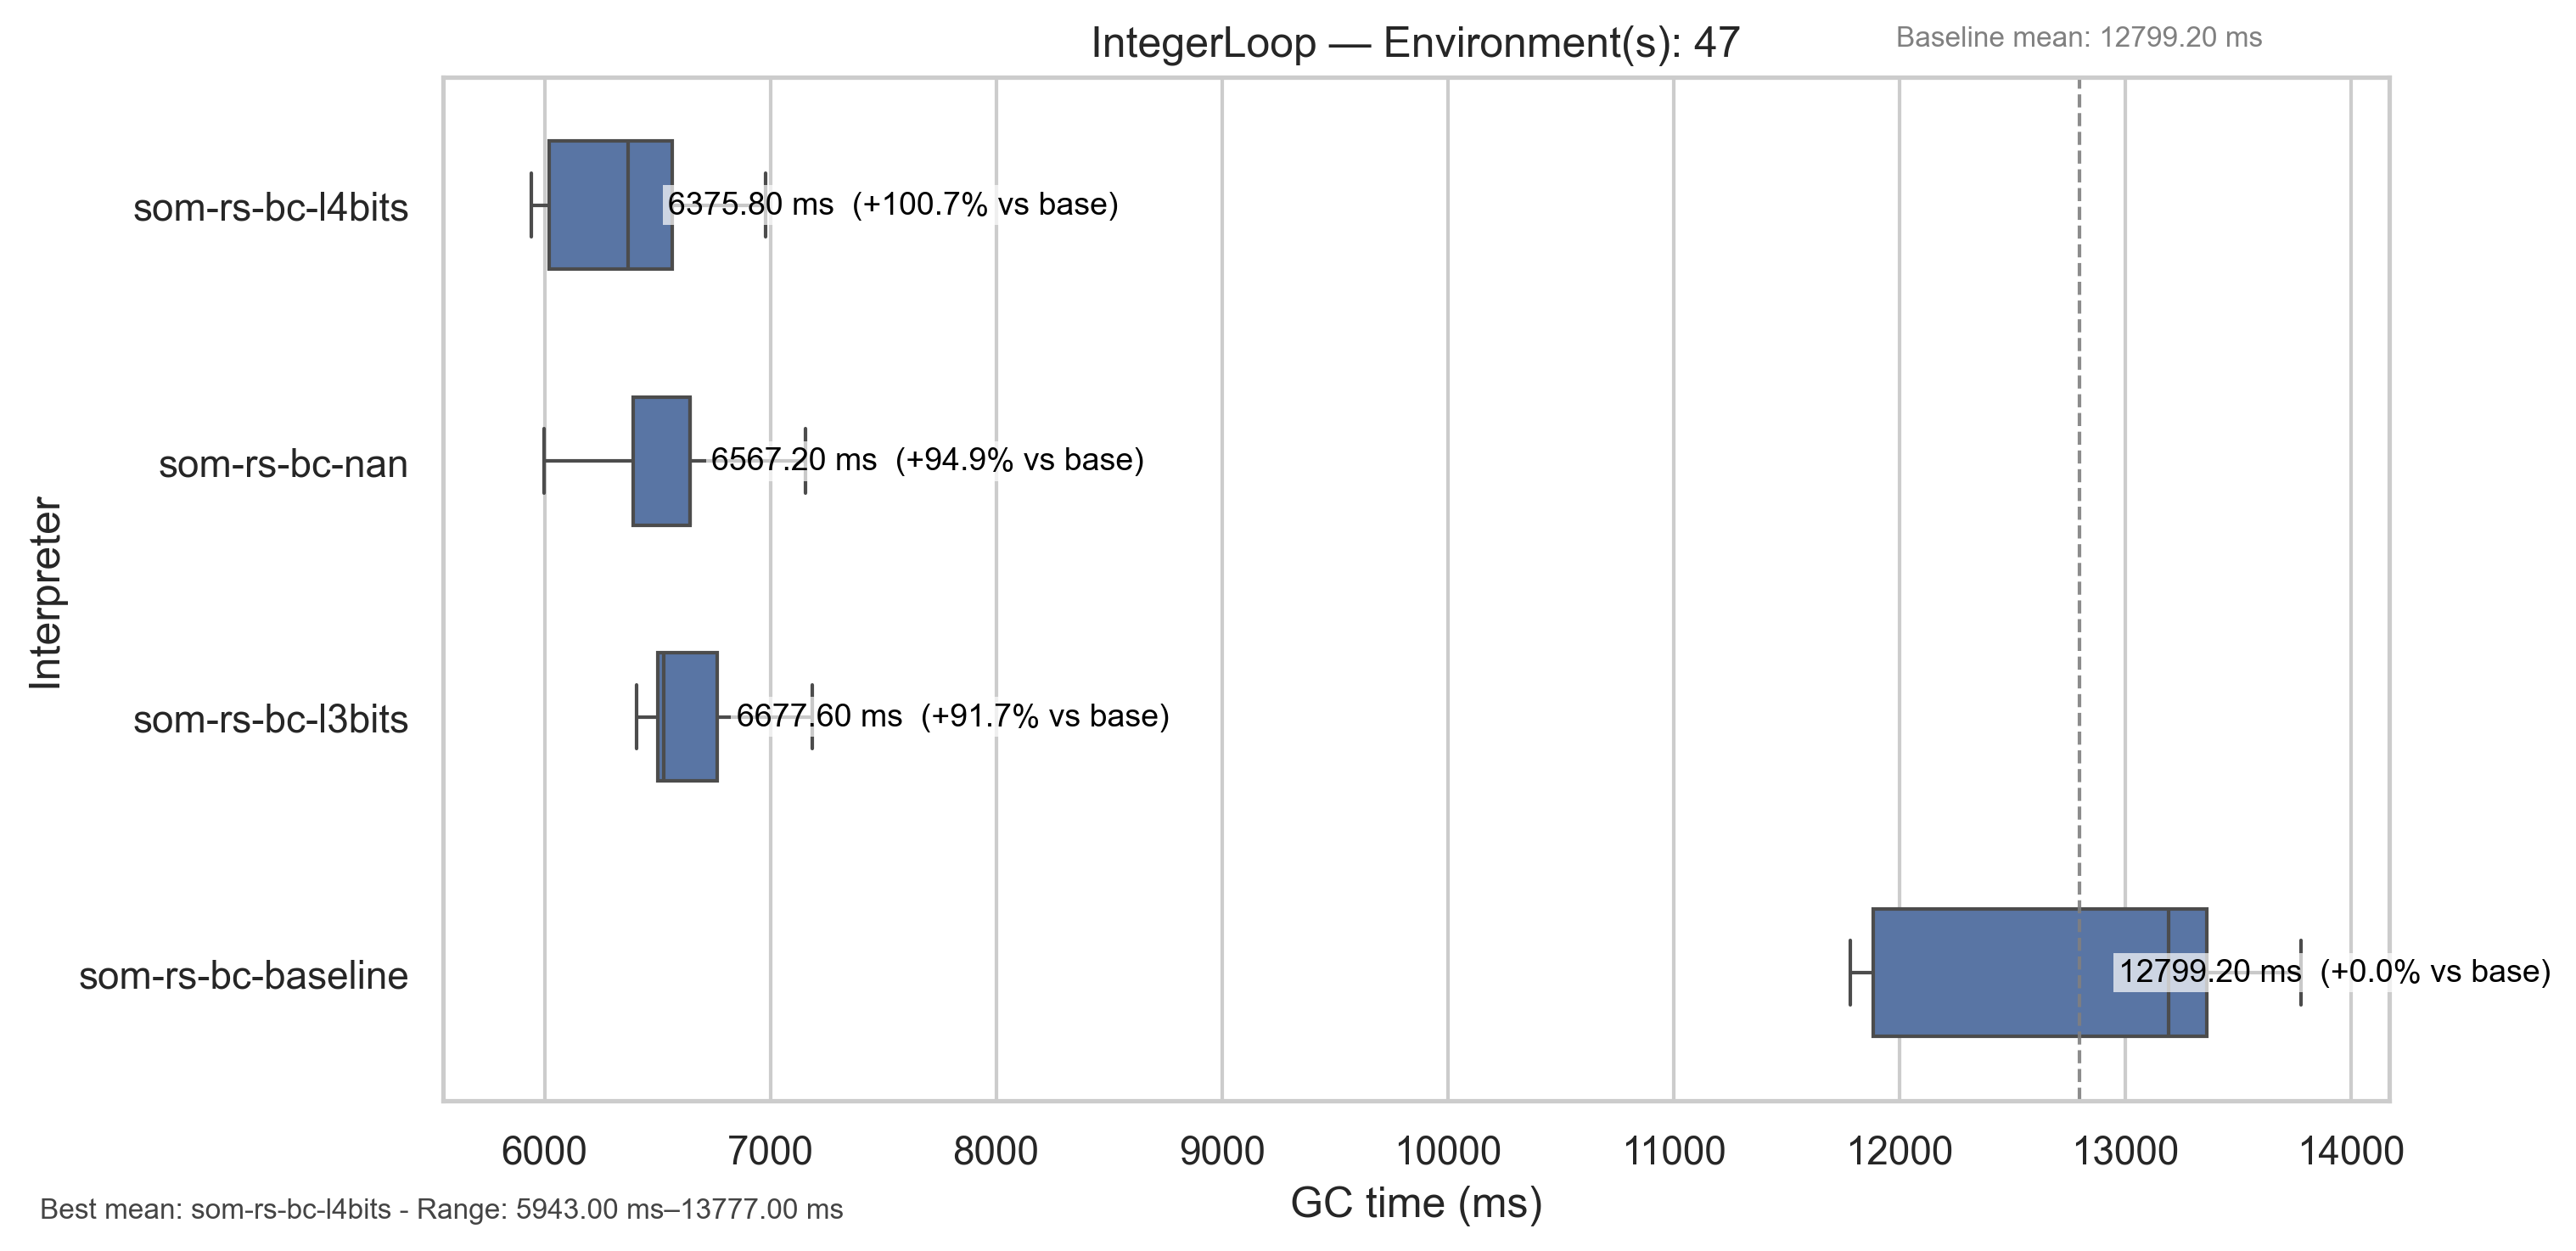 IntegerLoop — Environment(s): 47
Baseline mean: 12799.20 ms
Interpreter
som-rs-bc-l4bits
6375.80 ms  (+100.7% vs base)
som-rs-bc-nan
6567.20 ms  (+94.9% vs base)
som-rs-bc-l3bits
6677.60 ms  (+91.7% vs base)
som-rs-bc-baseline
12799.20 ms  (+0.0% vs base)
6000 7000 8000 9000 10000 11000 12000 13000 14000
GC time (ms)
Best mean: som-rs-bc-l4bits - Range: 5943.00 ms–13777.00 ms